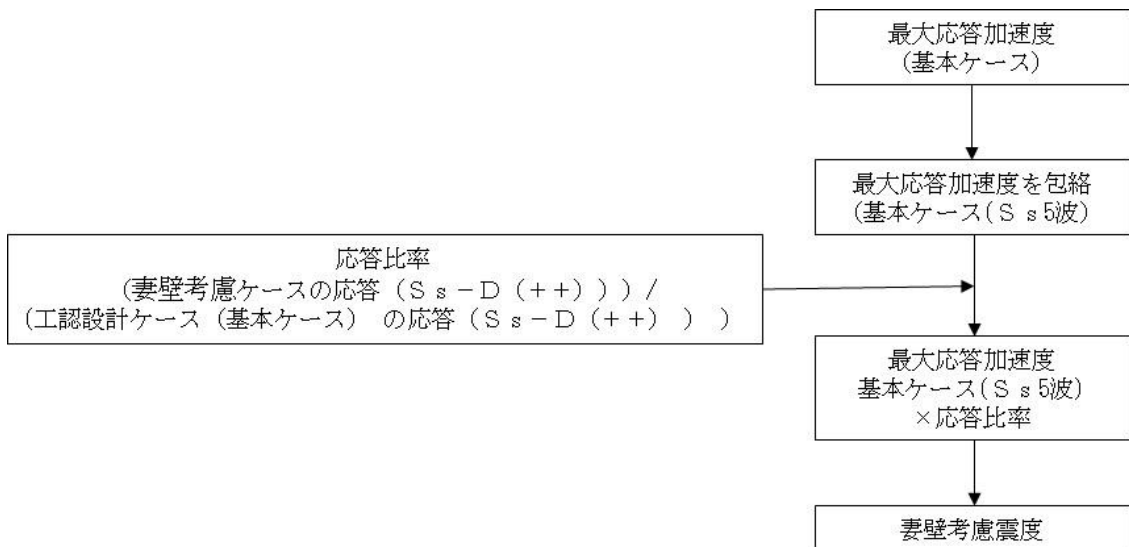 最大応答加速度
(基本ケース)
最大応答加速度を包絡
(基本ケース(Ｓｓ5波)
応答比率
(妻壁考慮ケースの応答（Ｓｓ－Ｄ（＋＋）））/
(工認設計ケース（基本ケース） の応答（Ｓｓ－Ｄ（＋＋） ） )
最大応答加速度
基本ケース(Ｓｓ5波)
×応答比率
妻壁考慮震度